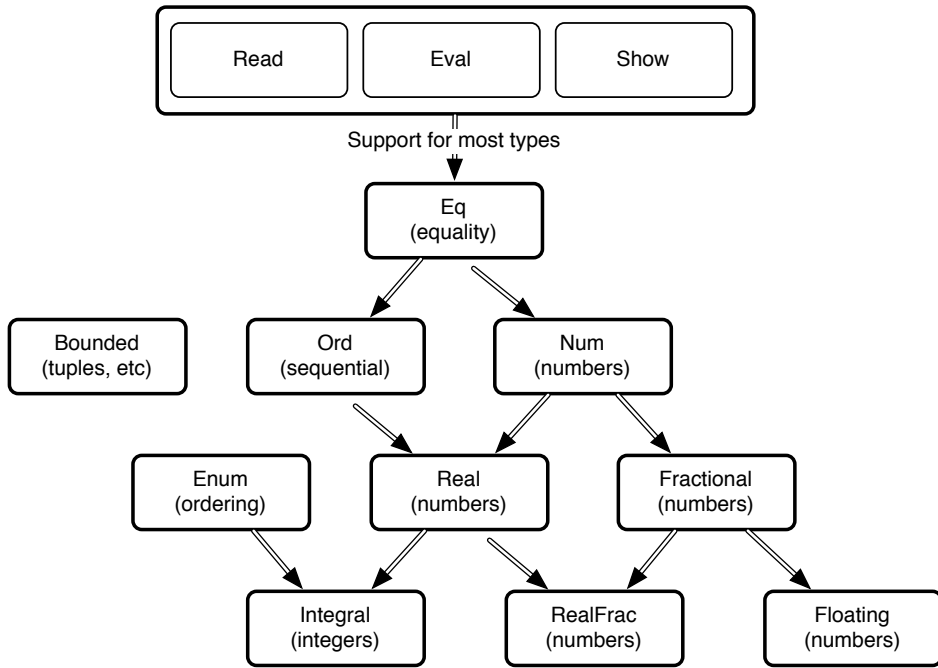 Read
Eval
Show
Support for most types
Eq
(equality)
Bounded
(tuples, etc)
Ord
(sequential)
Num
(numbers)
Enum
(ordering)
Real
(numbers)
Fractional
(numbers)
Integral
(integers)
RealFrac
(numbers)
Floating
(numbers)